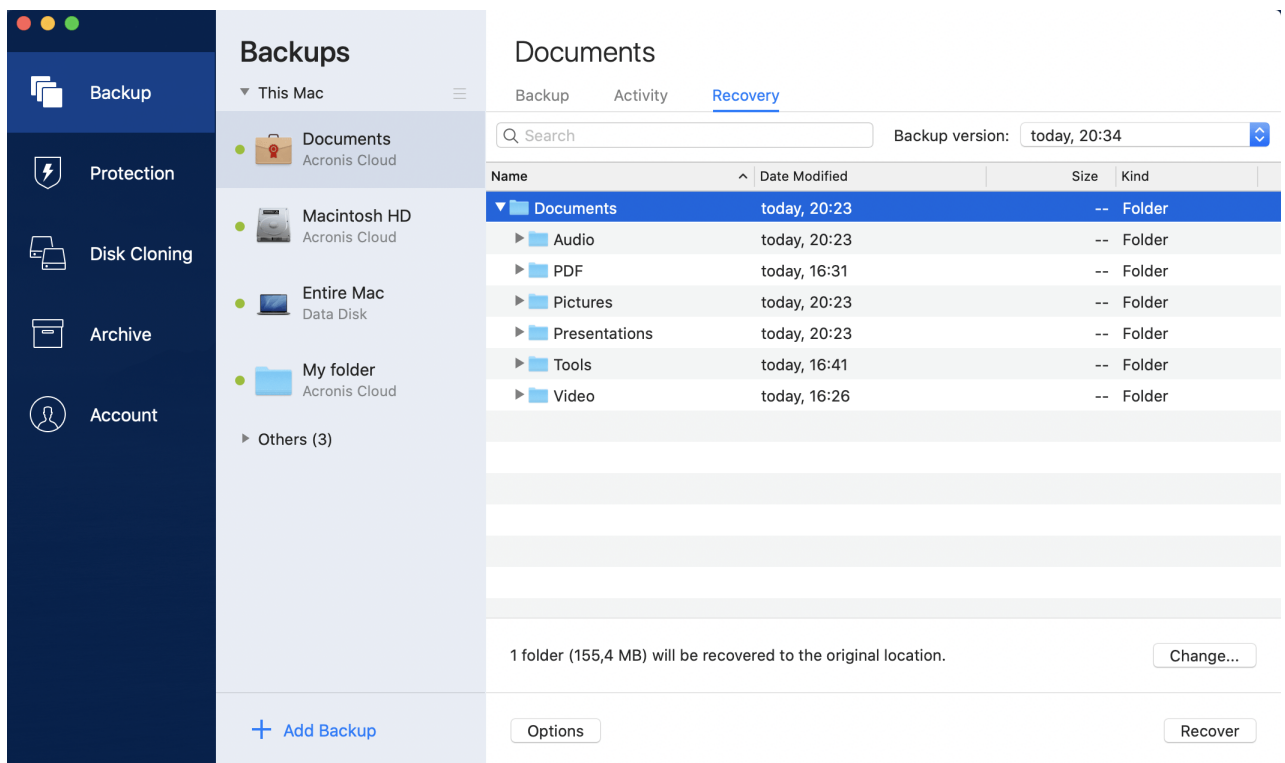 Backup
Protection
Disk Cloning
Archive
Account
Backups
This Mac
Documents
Acronis Cloud
Macintosh HD
Acronis Cloud
Entire Mac
Data Disk
My folder
Acronis Cloud
Others (3)
Add Backup
Documents
Backup Activity Recovery
Search Backup version: today, 20:34
Name Date Modified Size Kind
Documents today, 20:23 -- Folder
Audio today, 20:23 -- Folder
PDF today, 16:31 -- Folder
Pictures today, 20:23 -- Folder
Presentations today, 20:23 -- Folder
Tools today, 16:41 -- Folder
Video today, 16:26 -- Folder
1 folder (155,4 MB) will be recovered to the original location. Change...
Options Recover